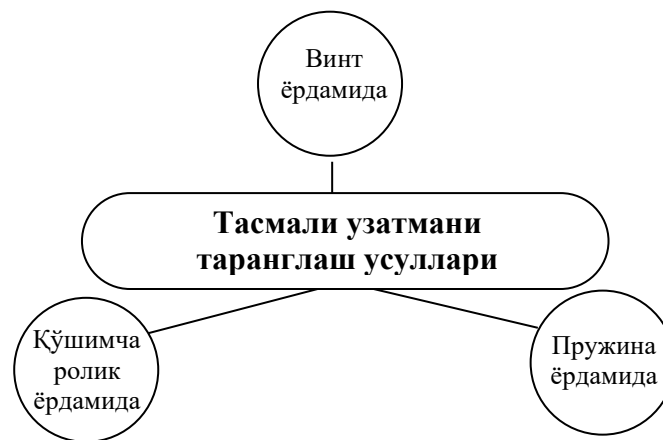 Винт
ёрдамида
Тасмали узатмани
таранглаш усуллари
Қўшимча
ролик
ёрдамида
Пружина
ёрдамида